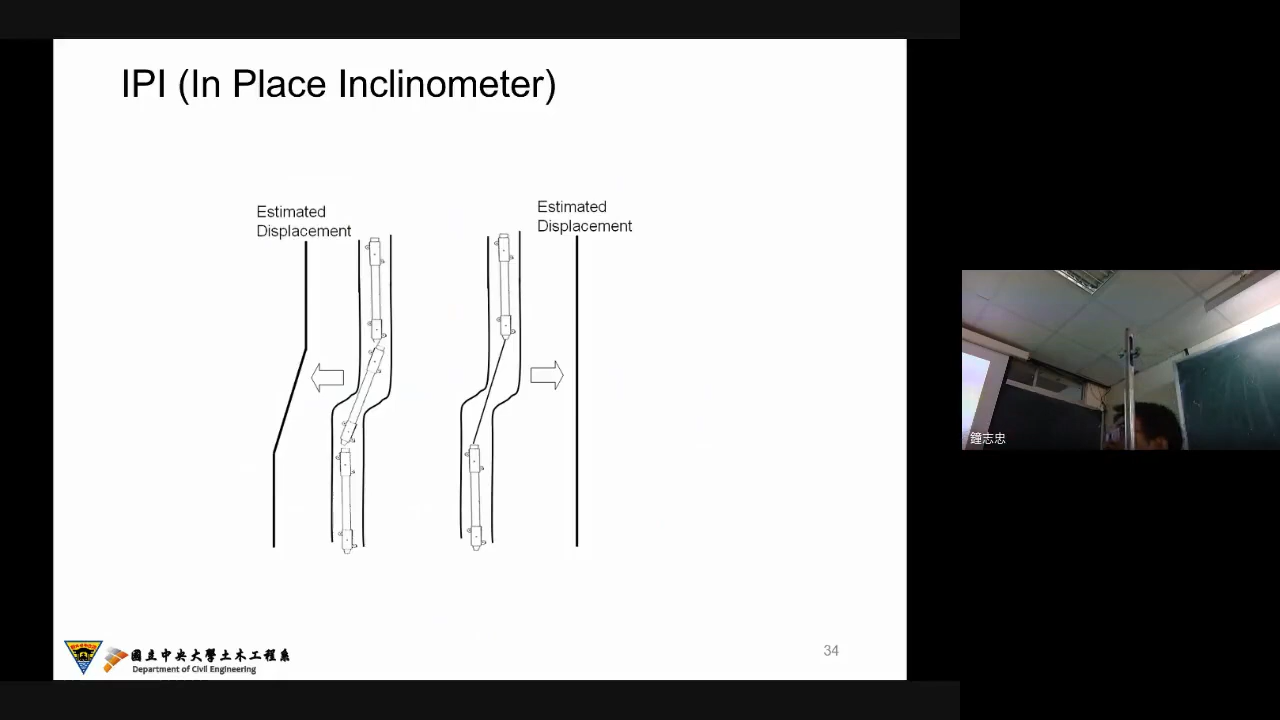 IPI (In Place Inclinometer)
Estimated
Displacement
Estimated
Displacement
國立中央大學土木工程系
Department of Civil Engineering
34
鐘志忠